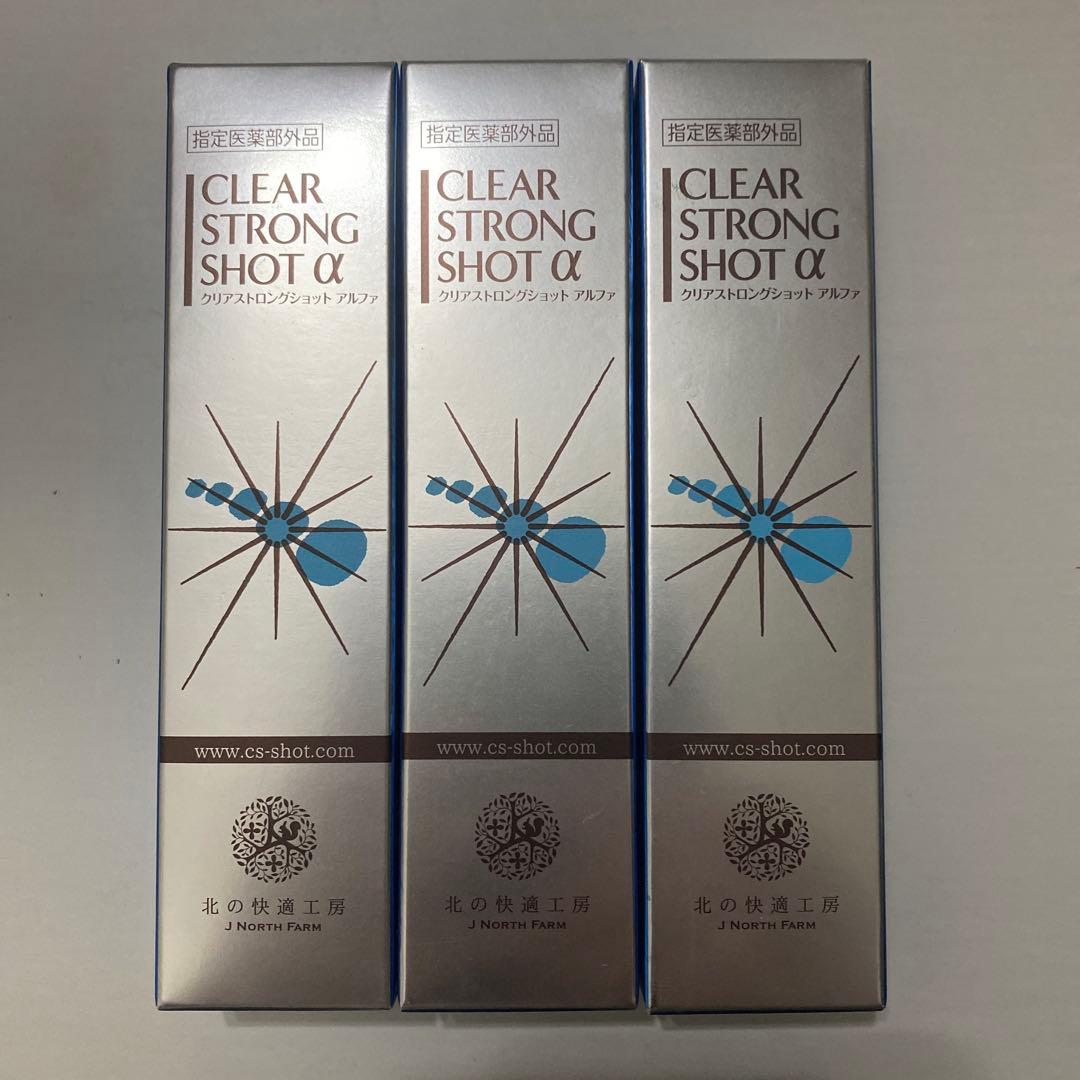 指定医薬部外品
CLEAR
STRONG
SHOT α
クリアストロングショット アルファ
www.cs-shot.com
北の快適工房
J NORTH FARM
指定医薬部外品
CLEAR
STRONG
SHOT α
クリアストロングショット アルファ
www.cs-shot.com
北の快適工房
J NORTH FARM
指定医薬部外品
CLEAR
STRONG
SHOT α
クリアストロングショット アルファ
www.cs-shot.com
北の快適工房
J NORTH FARM